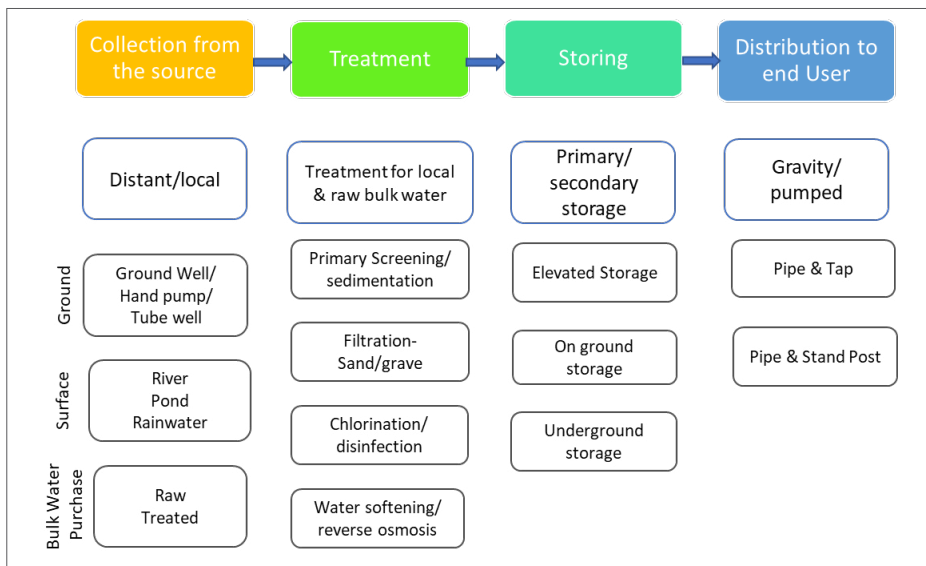 Collection from
the source
Treatment
Storing
Distribution to
end User
Distant/local
Treatment for local
& raw bulk water
Primary/
secondary
storage
Gravity/
pumped
Ground
Ground Well/
Hand pump/
Tube well
Primary Screening/
sedimentation
Elevated Storage
Pipe & Tap
Surface
River
Pond
Rainwater
Filtration-
Sand/grave
On ground
storage
Pipe & Stand Post
Chlorination/
disinfection
Underground
storage
Bulk Water
Purchase
Raw
Treated
Water softening/
reverse osmosis